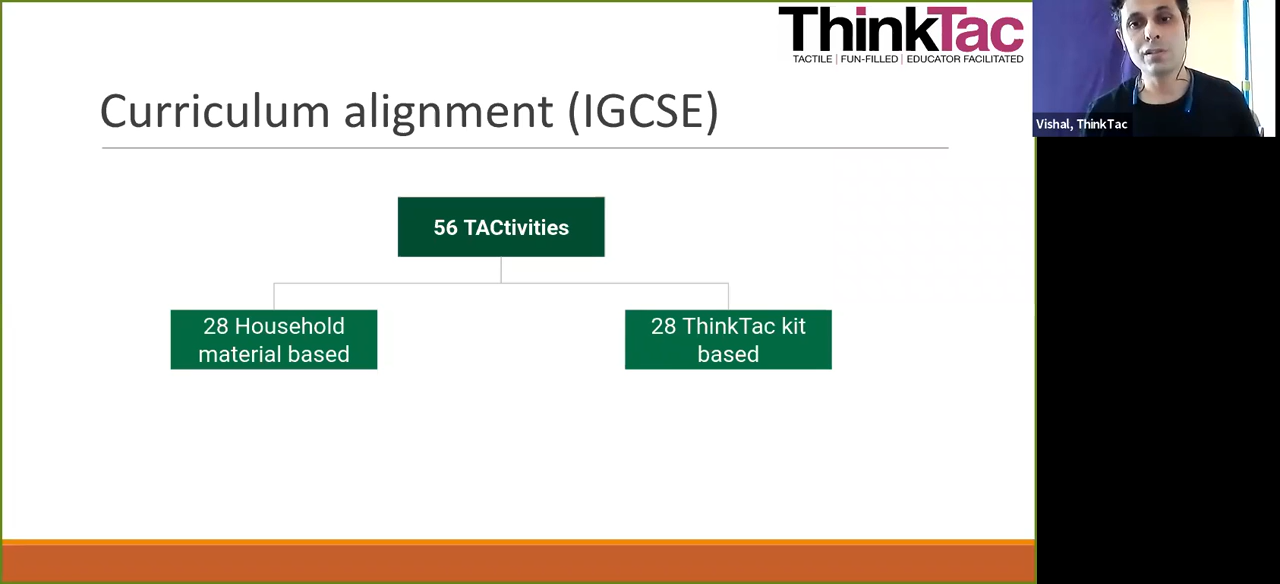 ThinkTac
TACTILE | FUN-FILLED | EDUCATOR FACILITATED
Vishal, ThinkTac
Curriculum alignment (IGCSE)
56 TACtivities
28 Household
material based
28 ThinkTac kit
based